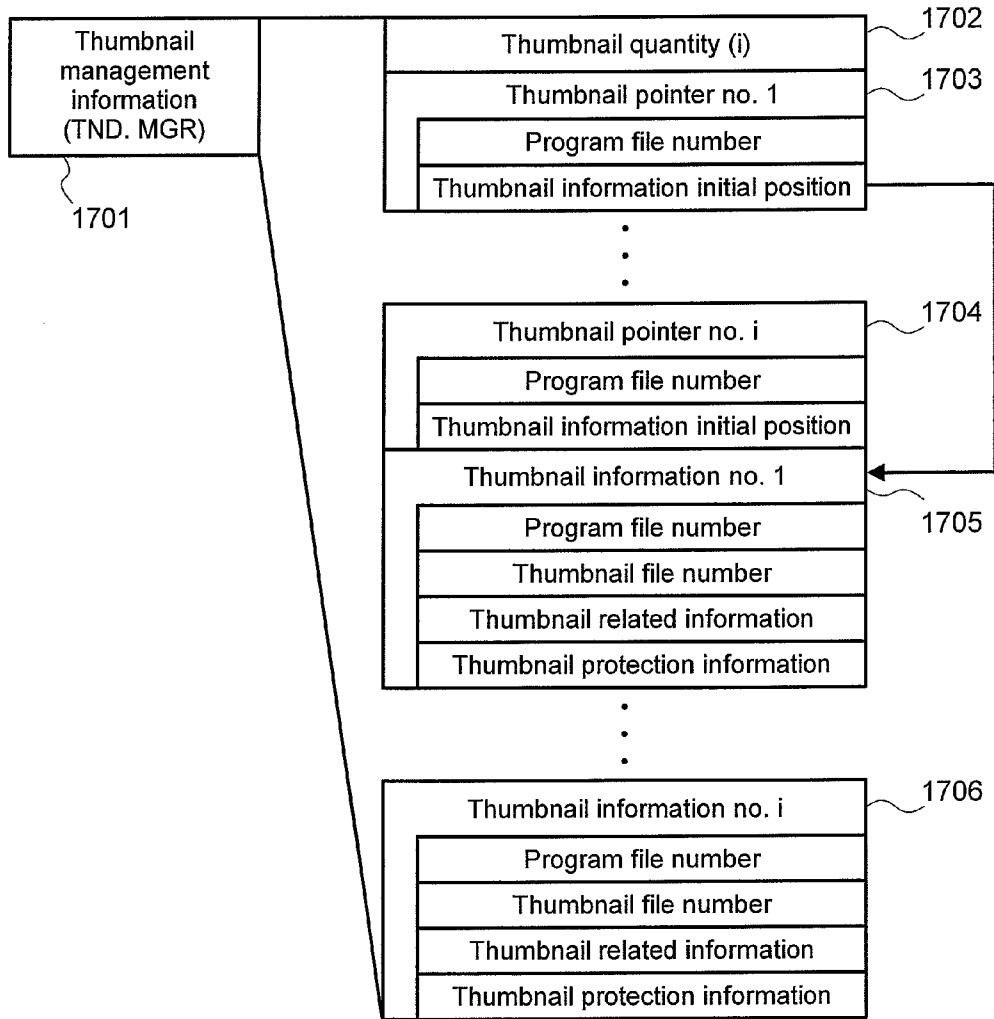 Thumbnail
management
information
(TND. MGR)
1701
Thumbnail quantity (i)
1702
Thumbnail pointer no. 1
1703
Program file number
Thumbnail information initial position
Thumbnail pointer no. i
1704
Program file number
Thumbnail information initial position
Thumbnail information no. 1
1705
Program file number
Thumbnail file number
Thumbnail related information
Thumbnail protection information
Thumbnail information no. i
1706
Program file number
Thumbnail file number
Thumbnail related information
Thumbnail protection information